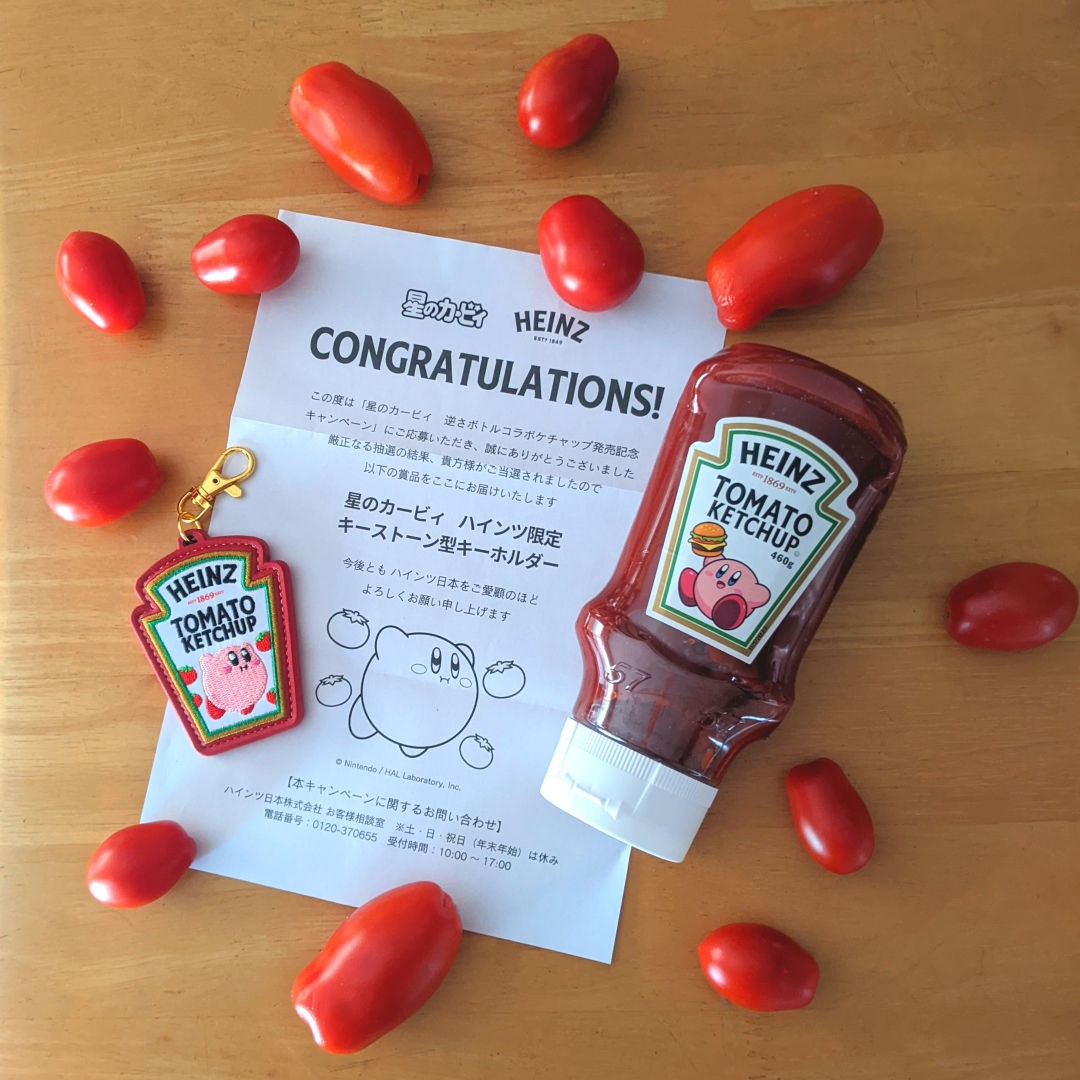 星のカービィ
HEINZ
ESTD 1869
CONGRATULATIONS!
この度は「星のカービィ 逆さボトルコラボケチャップ発売記念
キャンペーン」にご応募いただき、誠にありがとうございました
厳正なる抽選の結果、貴方様がご当選されましたので
以下の賞品をここにお届けいたします
星のカービィ ハインツ限定
キーストーン型キーホルダー
今後とも ハインツ日本をご愛顧のほど
よろしくお願い申し上げます
© Nintendo / HAL Laboratory, Inc.
【本キャンペーンに関するお問い合わせ】
ハインツ日本株式会社 お客様相談室 ※土・日・祝日（年末年始）は休み
電話番号：0120-370655 受付時間：10:00 ～ 17:00
HEINZ
ESTD 1869 ESTD
TOMATO
KETCHUP
HEINZ
ESTD 1869 ESTD
TOMATO
KETCHUP
460g
57